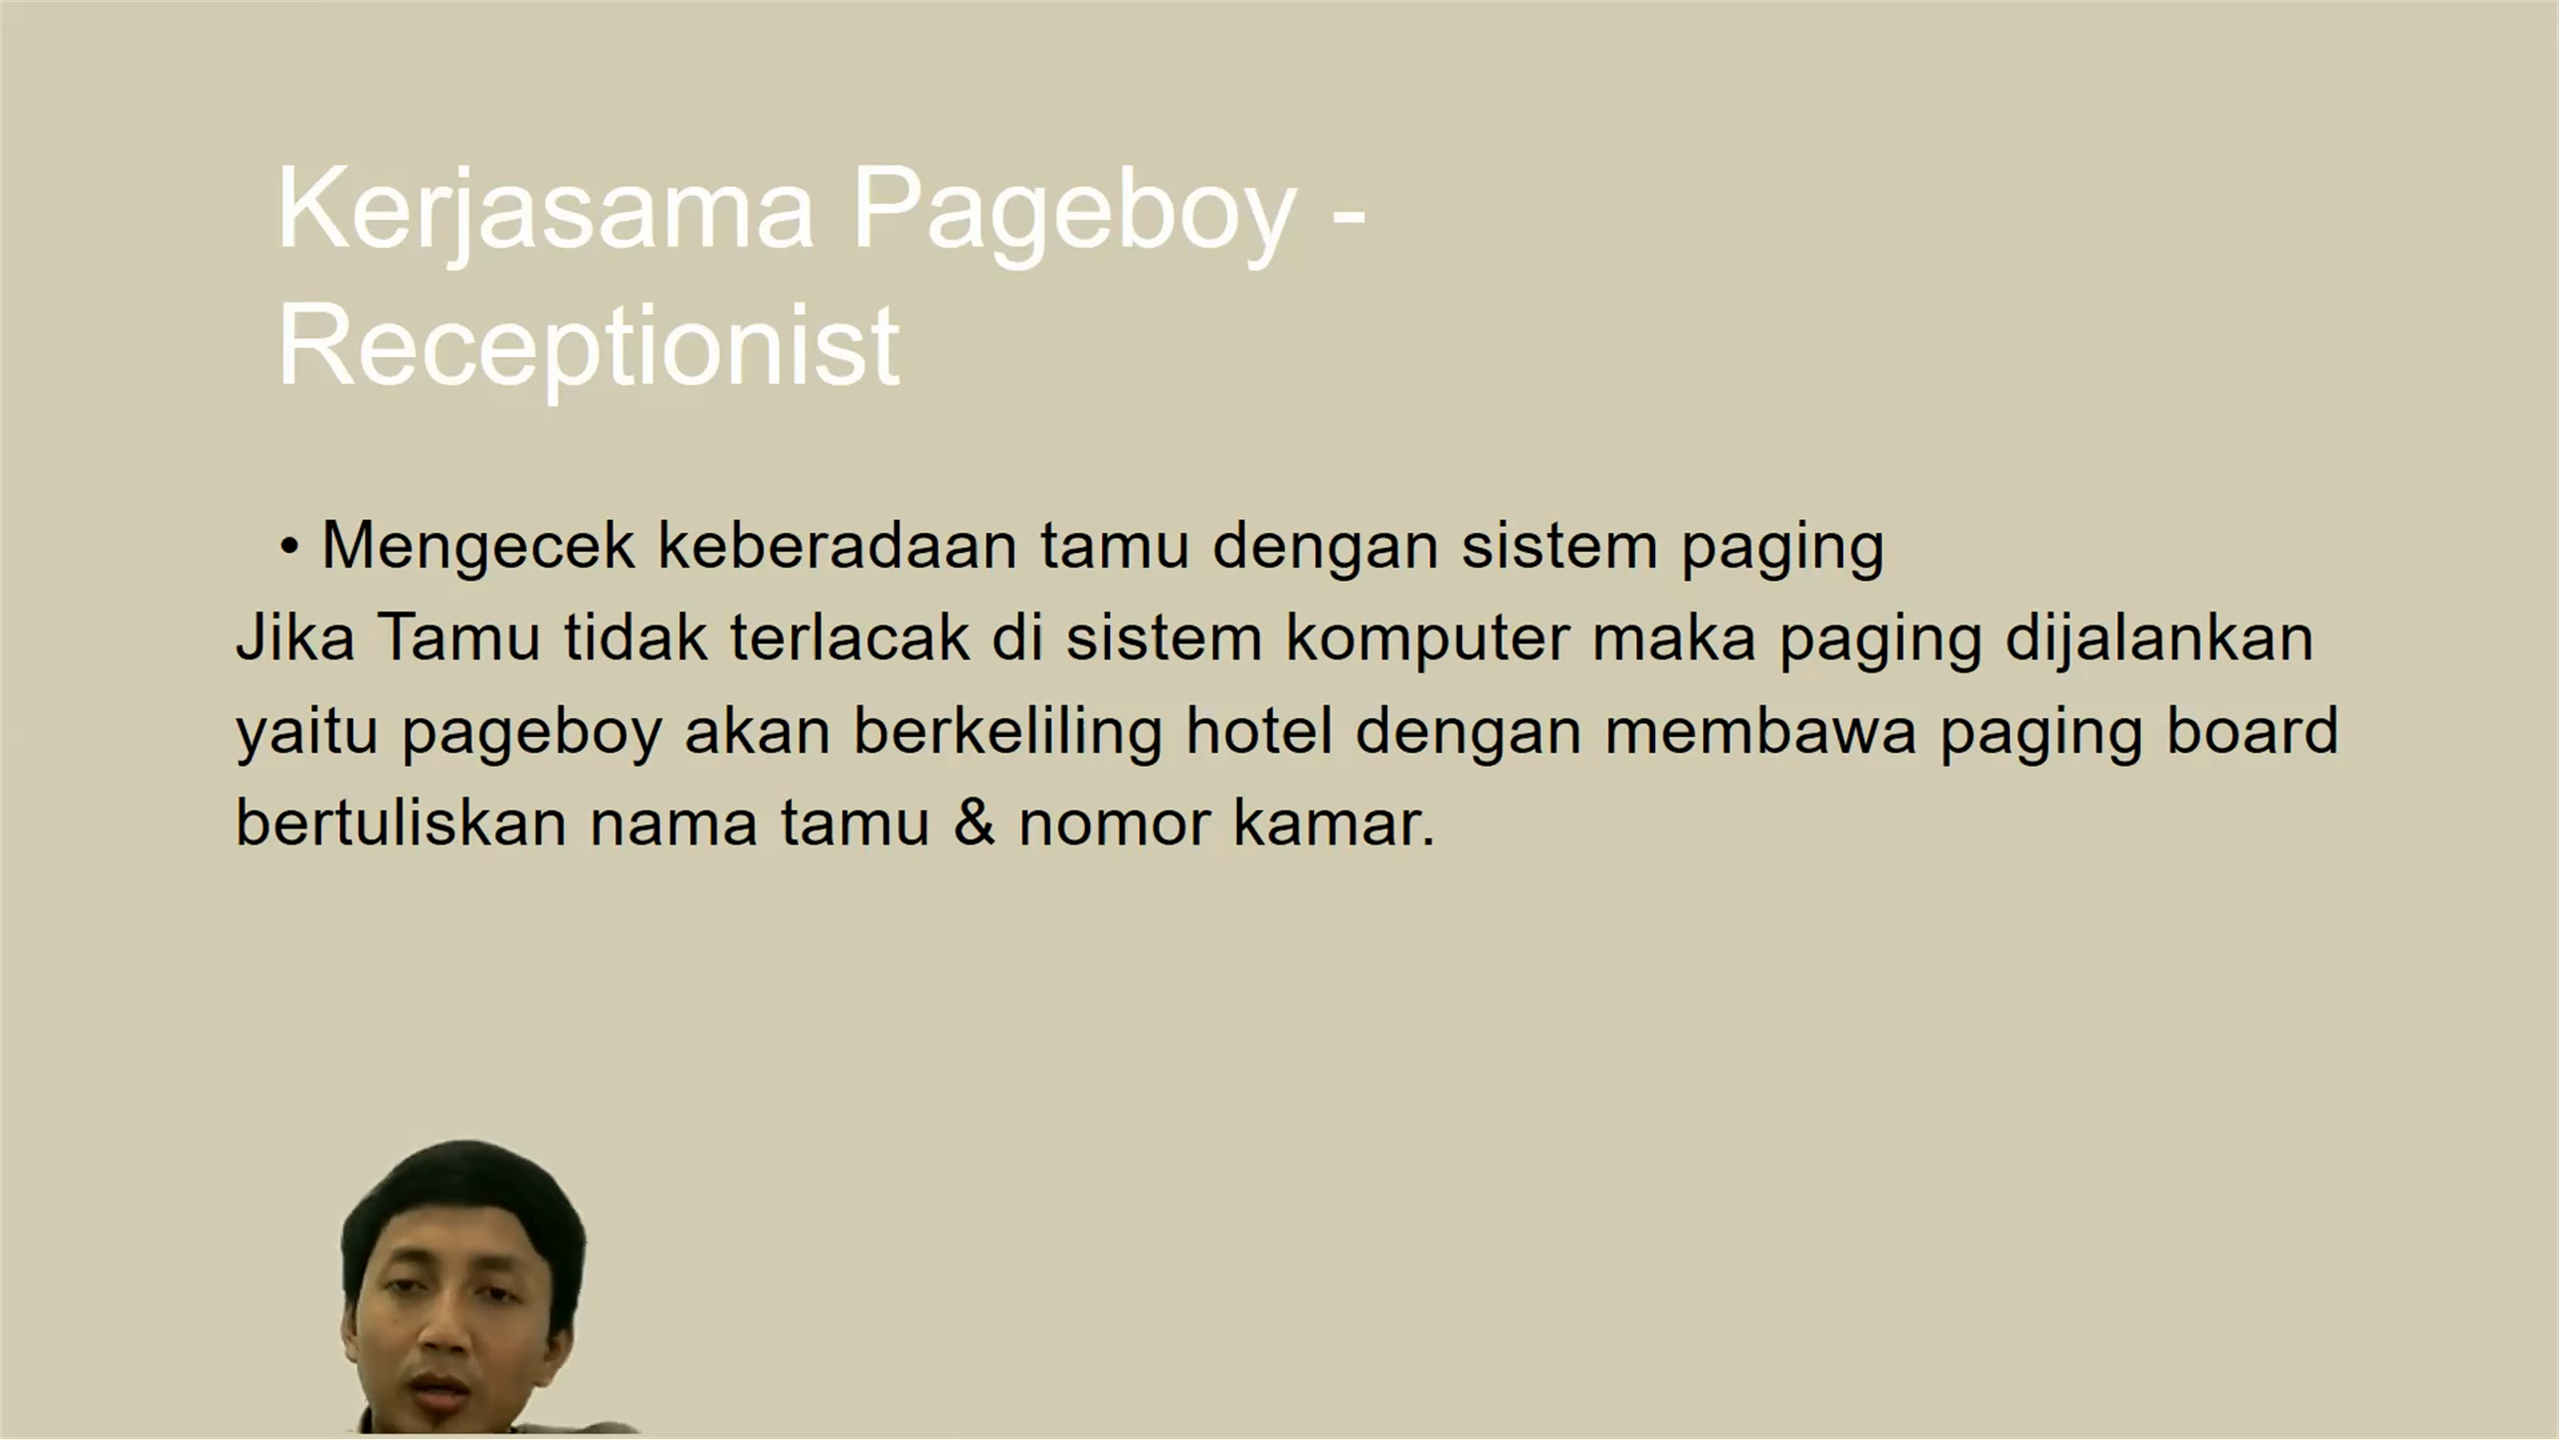 Kerjasama Pageboy -
Receptionist
• Mengecek keberadaan tamu dengan sistem paging
Jika Tamu tidak terlacak di sistem komputer maka paging dijalankan
yaitu pageboy akan berkeliling hotel dengan membawa paging board
bertuliskan nama tamu & nomor kamar.